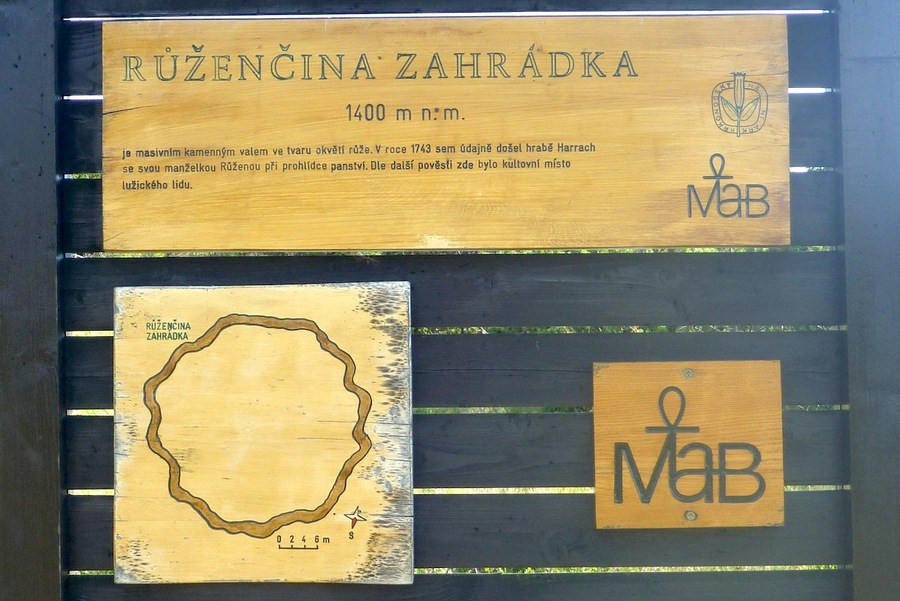 RŮŽENČINA ZAHRÁDKA
1400 m n.m.
je masivním kamenným valem ve tvaru okvětí růže. V roce 1743 sem údajně došel hrabě Harrach
se svou manželkou Růženou při prohlídce panství. Dle další pověsti zde bylo kultovní místo
lužického lidu.
MaB
RŮŽENČINA
ZAHRÁDKA
0 2 4 6 m
S
MaB